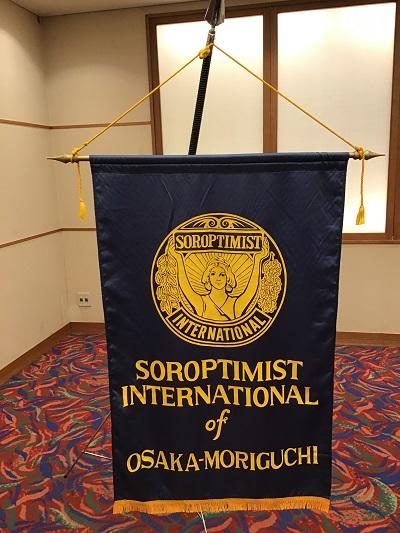 SOROPTIMIST
INTERNATIONAL
SOROPTIMIST
INTERNATIONAL
of
OSAKA-MORIGUCHI